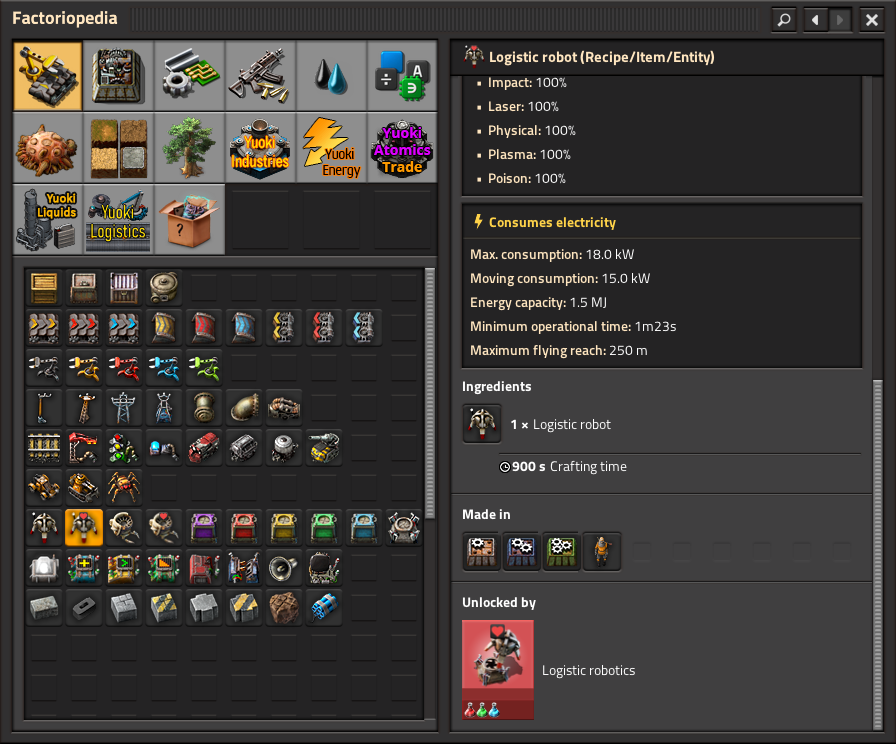 Factoriopedia
A
Yuoki
Industries
Yuoki
Energy
Yuoki
Atomics
Trade
Yuoki
Liquids
Yuoki
Logistics
?
Logistic robot (Recipe/Item/Entity)
▪ Impact: 100%
▪ Laser: 100%
▪ Physical: 100%
▪ Plasma: 100%
▪ Poison: 100%
Consumes electricity
Max. consumption: 18.0 kW
Moving consumption: 15.0 kW
Energy capacity: 1.5 MJ
Minimum operational time: 1m23s
Maximum flying reach: 250 m
Ingredients
1 × Logistic robot
900 s Crafting time
Made in
Unlocked by
Logistic robotics